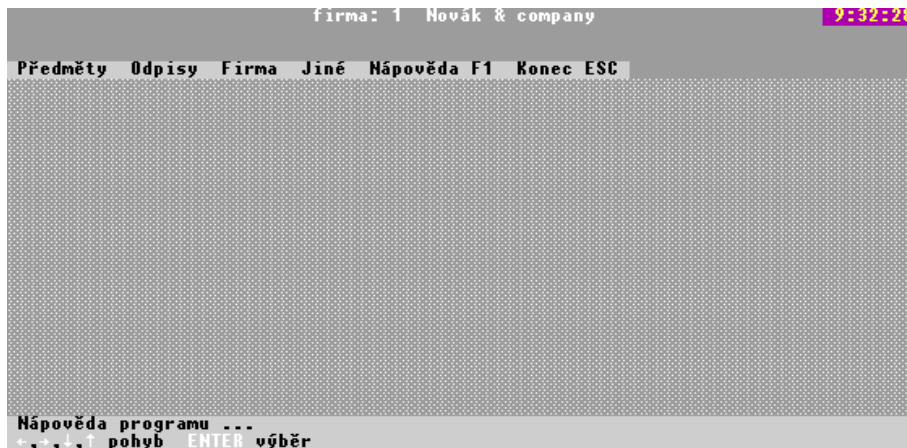 firma: 1 Novák & company 9:32:28
Předměty Odpisy Firma Jiné Nápověda F1 Konec ESC
Nápověda programu ...
←,→,↓,↑ pohyb ENTER výběr